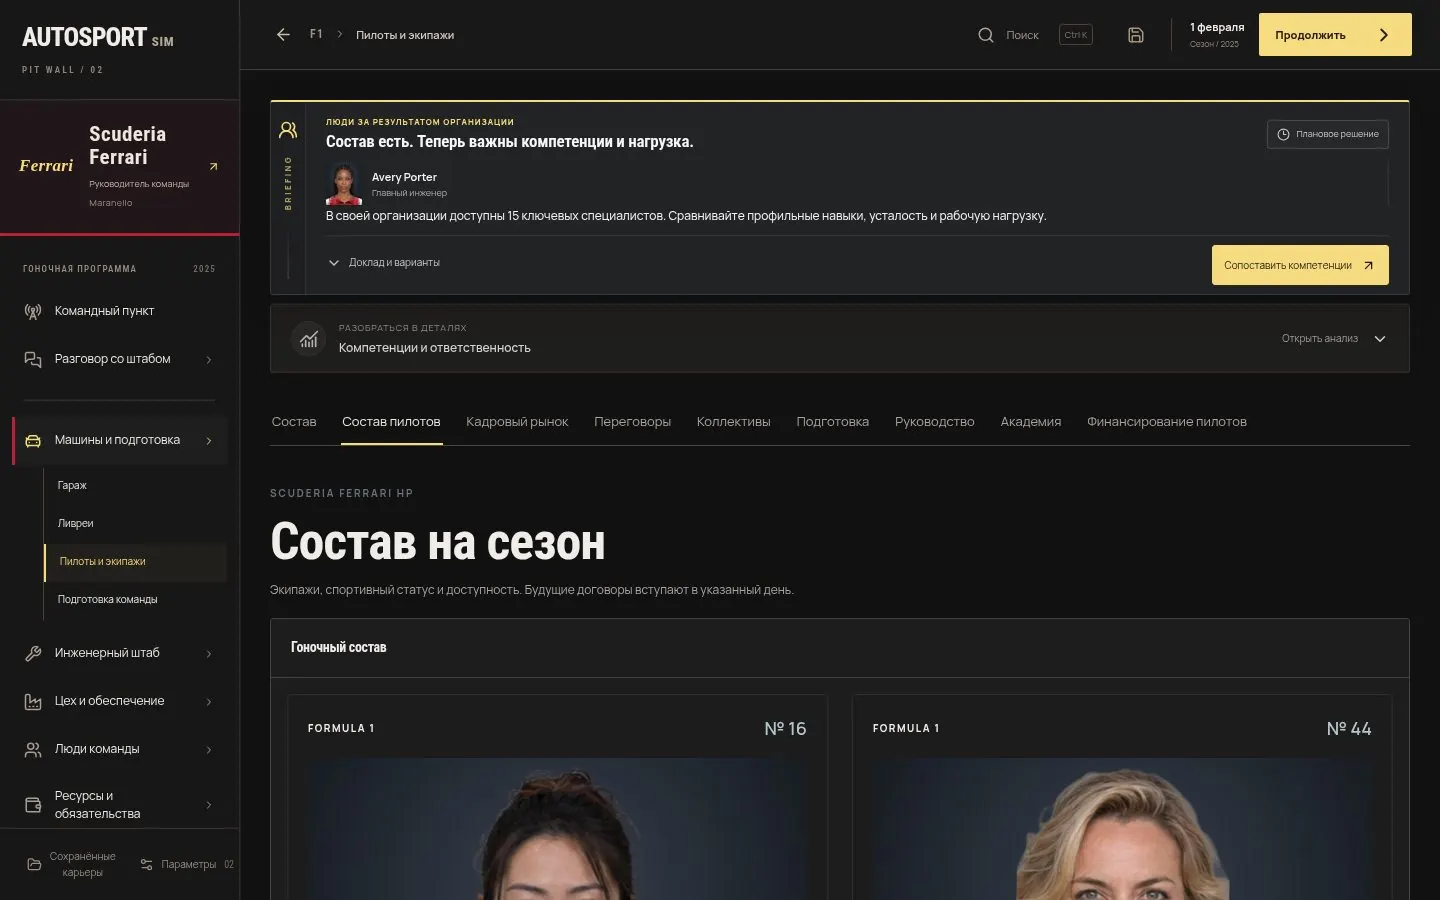 AUTOSPORT SIM
PIT WALL / 02
Ferrari
Scuderia
Ferrari
Руководитель команды
Maranello
ГОНОЧНАЯ ПРОГРАММА 2025
Командный пункт
Разговор со штабом
Машины и подготовка
Гараж
Ливреи
Пилоты и экипажи
Подготовка команды
Инженерный штаб
Цех и обеспечение
Люди команды
Ресурсы и
обязательства
Сохранённые
карьеры
Параметры 02
F1 Пилоты и экипажи
Поиск Ctrl K
1 февраля
Сезон / 2025
Продолжить
BRIEFING
ЛЮДИ ЗА РЕЗУЛЬТАТОМ ОРГАНИЗАЦИИ
Состав есть. Теперь важны компетенции и нагрузка.
Плановое решение
Avery Porter
Главный инженер
В своей организации доступны 15 ключевых специалистов. Сравнивайте профильные навыки, усталость и рабочую нагрузку.
Доклад и варианты
Сопоставить компетенции
РАЗОБРАТЬСЯ В ДЕТАЛЯХ
Компетенции и ответственность
Открыть анализ
Состав Состав пилотов Кадровый рынок Переговоры Коллективы Подготовка Руководство Академия Финансирование пилотов
SCUDERIA FERRARI HP
Состав на сезон
Экипажи, спортивный статус и доступность. Будущие договоры вступают в указанный день.
Гоночный состав
FORMULA 1 № 16
FORMULA 1 № 44